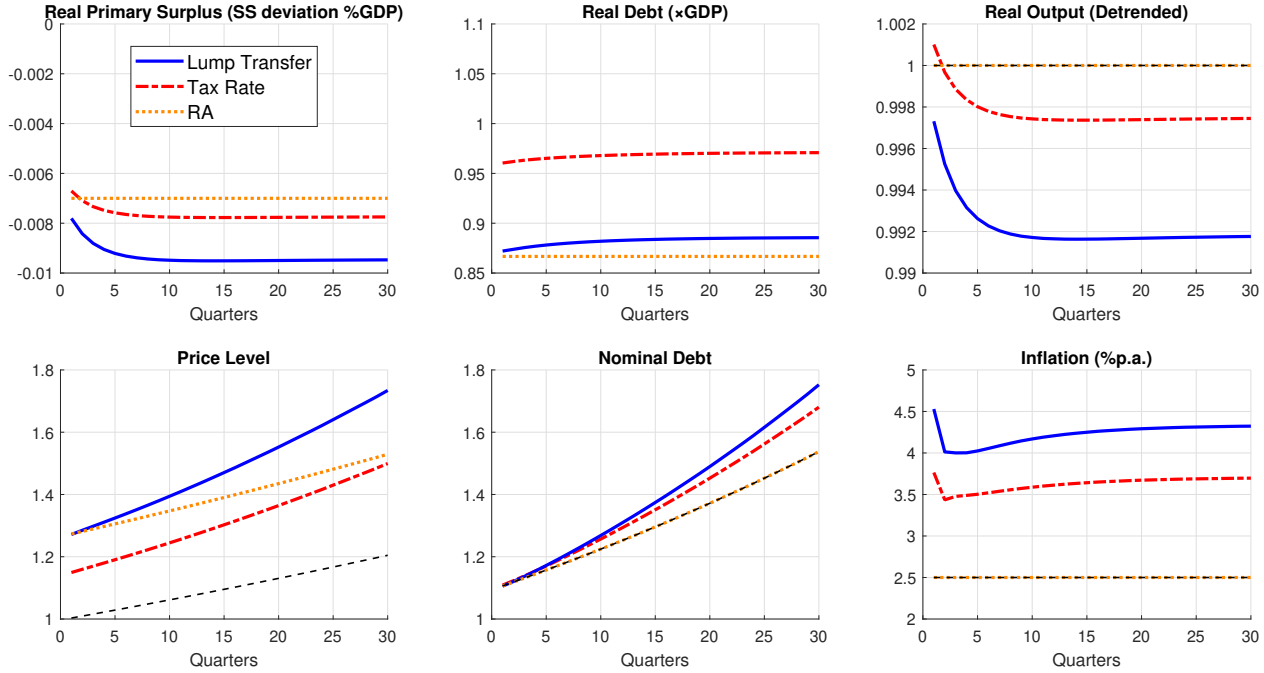 Real Primary Surplus (SS deviation %GDP)
0
-0.002
-0.004
-0.006
-0.008
-0.01
0 5 10 15 20 25 30
Quarters
Lump Transfer
Tax Rate
RA
Real Debt (×GDP)
1.1
1.05
1
0.95
0.9
0.85
0 5 10 15 20 25 30
Quarters
Real Output (Detrended)
1.002
1
0.998
0.996
0.994
0.992
0.99
0 5 10 15 20 25 30
Quarters
Price Level
1.8
1.6
1.4
1.2
1
0 5 10 15 20 25 30
Quarters
Nominal Debt
1.8
1.6
1.4
1.2
1
0 5 10 15 20 25 30
Quarters
Inflation (%p.a.)
5
4.5
4
3.5
3
2.5
2
0 5 10 15 20 25 30
Quarters